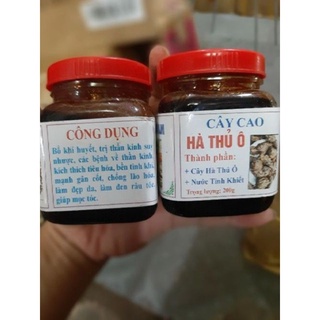 CÔNG DỤNG
Bổ khí huyết, trị thần kinh suy
nhược, các bệnh về thần kinh,
kích thích tiêu hóa, bền tinh khí,
mạnh gân cốt, chống lão hóa,
làm đẹp da, làm đen râu tóc,
giúp mọc tóc.
CÂY CAO
HÀ THỦ Ô
Thành phần:
+ Cây Hà Thủ Ô
+ Nước Tinh Khiết
Trọng lượng: 200g